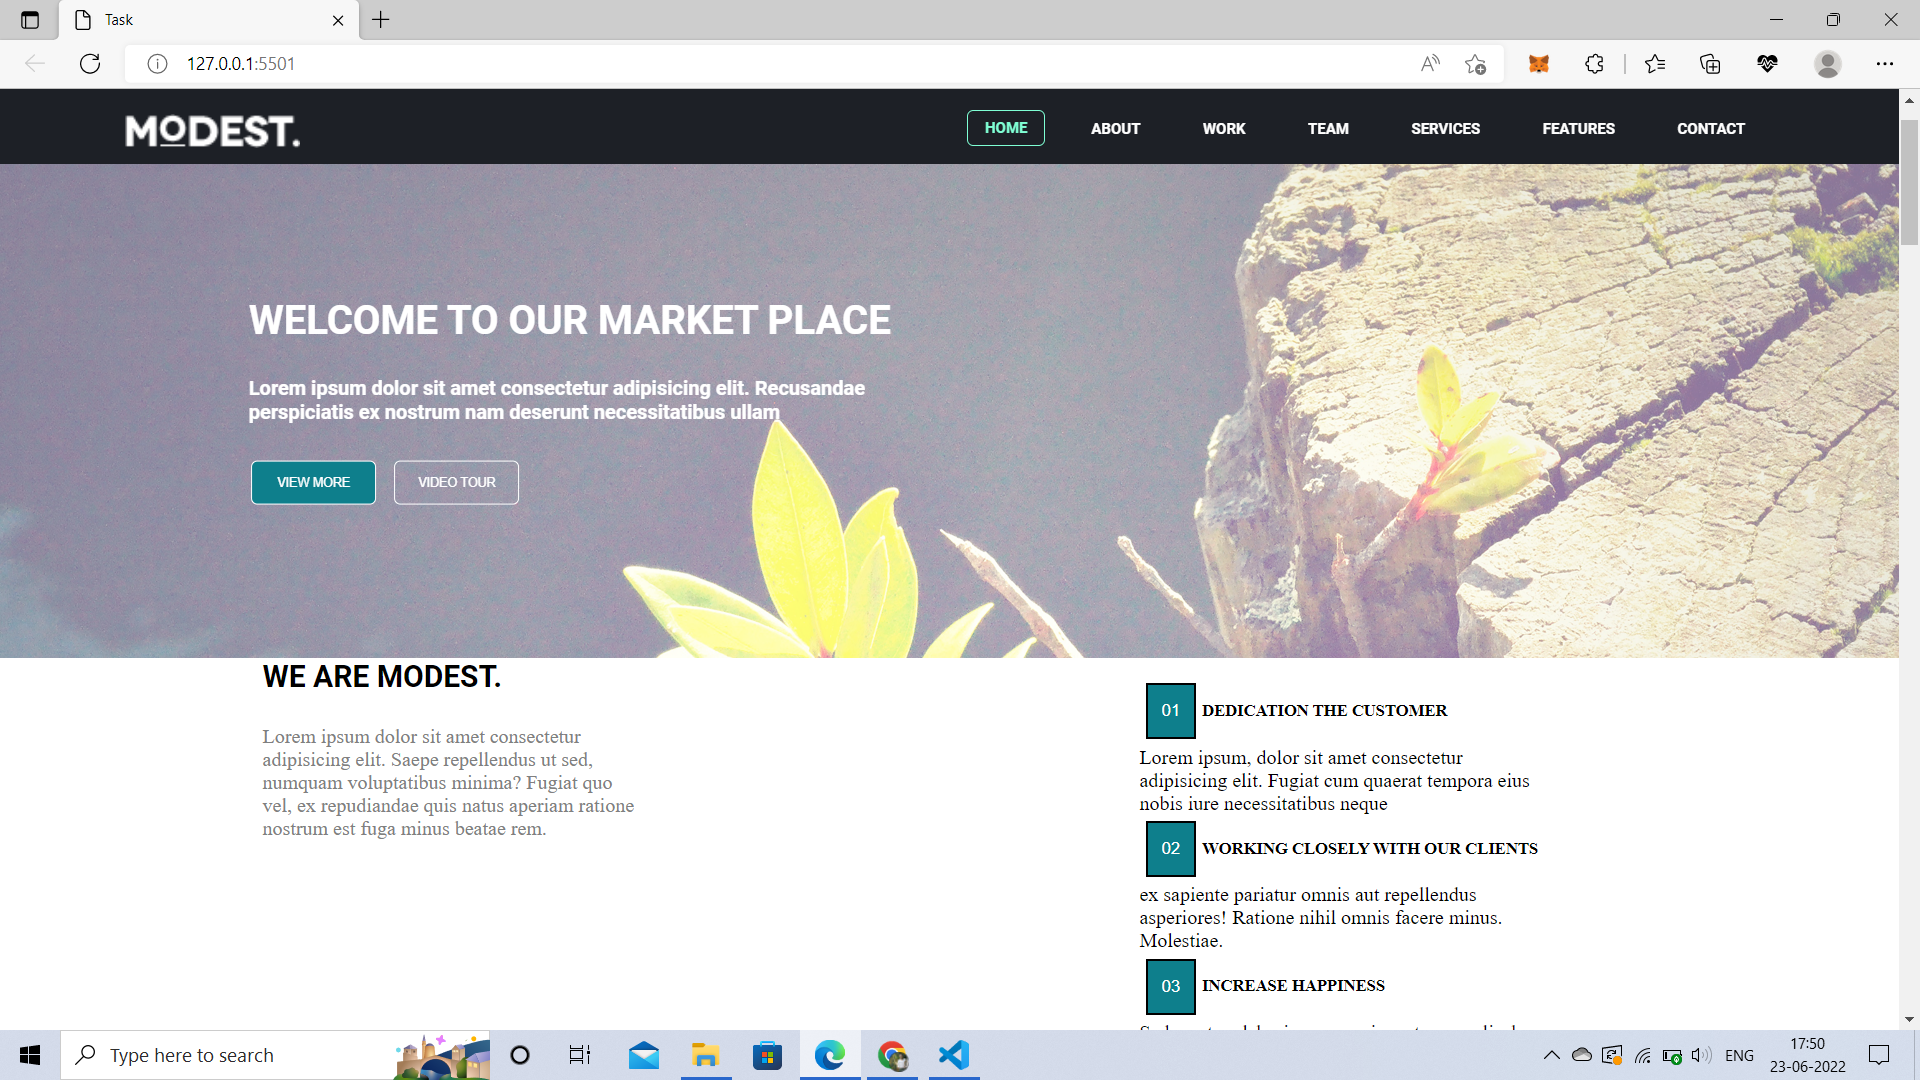 Task
127.0.0.1:5501
MODEST.
HOME
ABOUT
WORK
TEAM
SERVICES
FEATURES
CONTACT
WELCOME TO OUR MARKET PLACE
Lorem ipsum dolor sit amet consectetur adipisicing elit. Recusandae
perspiciatis ex nostrum nam deserunt necessitatibus ullam
VIEW MORE
VIDEO TOUR
WE ARE MODEST.
Lorem ipsum dolor sit amet consectetur
adipisicing elit. Saepe repellendus ut sed,
numquam voluptatibus minima? Fugiat quo
vel, ex repudiandae quis natus aperiam ratione
nostrum est fuga minus beatae rem.
01 DEDICATION THE CUSTOMER
Lorem ipsum, dolor sit amet consectetur
adipisicing elit. Fugiat cum quaerat tempora eius
nobis iure necessitatibus neque
02 WORKING CLOSELY WITH OUR CLIENTS
ex sapiente pariatur omnis aut repellendus
asperiores! Ratione nihil omnis facere minus.
Molestiae.
03 INCREASE HAPPINESS
Type here to search
ENG
17:50
23-06-2022